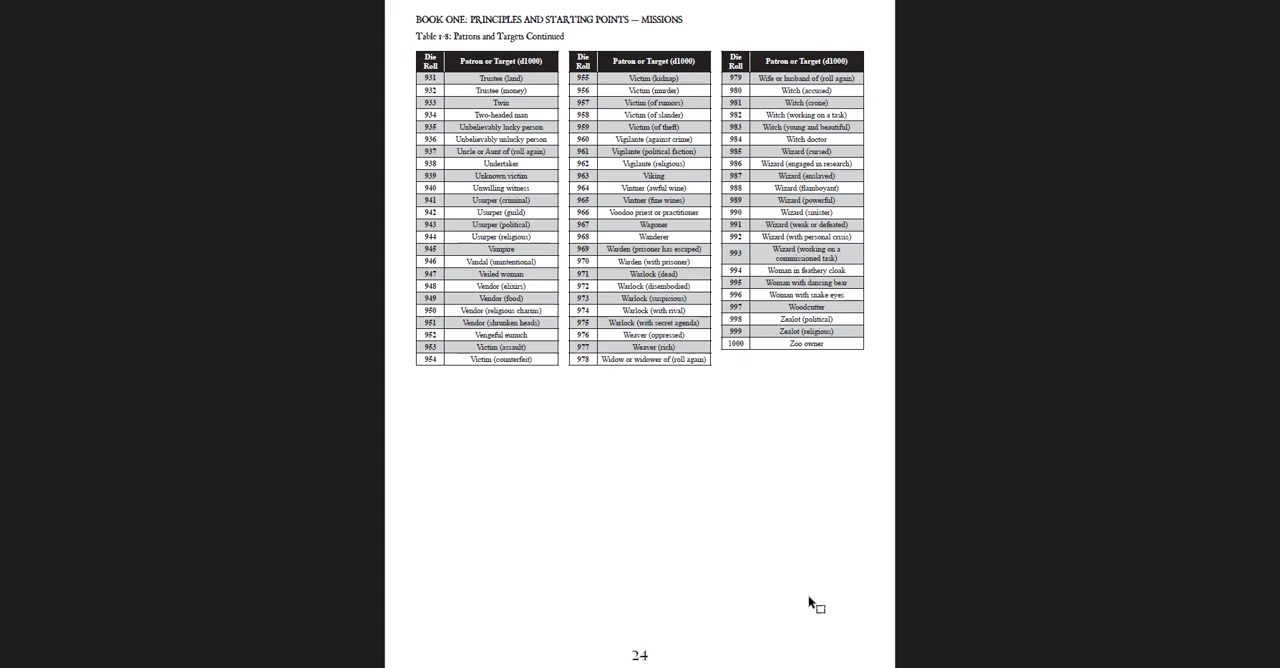 BOOK ONE: PRINCIPLES AND STARTING POINTS — MISSIONS
Table 1-8: Patrons and Targets Continued
Die Roll Patron or Target (d1000)
931 Trustee (land)
932 Trustee (money)
933 Twin
934 Two-headed man
935 Unbelievably lucky person
936 Unbelievably unlucky person
937 Uncle or Aunt of (roll again)
938 Undertaker
939 Unknown victim
940 Unwilling witness
941 Usurper (criminal)
942 Usurper (guild)
943 Usurper (political)
944 Usurper (religious)
945 Vampire
946 Vandal (unintentional)
947 Veiled woman
948 Vendor (elixirs)
949 Vendor (food)
950 Vendor (religious charms)
951 Vendor (shrunken heads)
952 Vengeful eunuch
953 Victim (assault)
954 Victim (counterfeit)
Die Roll Patron or Target (d1000)
955 Victim (kidnap)
956 Victim (murder)
957 Victim (of rumors)
958 Victim (of slander)
959 Victim (of theft)
960 Vigilante (against crime)
961 Vigilante (political faction)
962 Vigilante (religious)
963 Viking
964 Vintner (awful wine)
965 Vintner (fine wines)
966 Voodoo priest or practitioner
967 Wagoner
968 Wanderer
969 Warden (prisoner has escaped)
970 Warden (with prisoner)
971 Warlock (dead)
972 Warlock (disembodied)
973 Warlock (suspicious)
974 Warlock (with rival)
975 Warlock (with secret agenda)
976 Weaver (oppressed)
977 Weaver (rich)
978 Widow or widower of (roll again)
Die Roll Patron or Target (d1000)
979 Wife or husband of (roll again)
980 Witch (accused)
981 Witch (crone)
982 Witch (working on a task)
983 Witch (young and beautiful)
984 Witch doctor
985 Wizard (cursed)
986 Wizard (engaged in research)
987 Wizard (enslaved)
988 Wizard (flamboyant)
989 Wizard (powerful)
990 Wizard (sinister)
991 Wizard (weak or defeated)
992 Wizard (with personal crisis)
993 Wizard (working on a
commissioned task)
994 Woman in feathery cloak
995 Woman with dancing bear
996 Woman with snake eyes
997 Woodcutter
998 Zealot (political)
999 Zealot (religious)
1000 Zoo owner
24